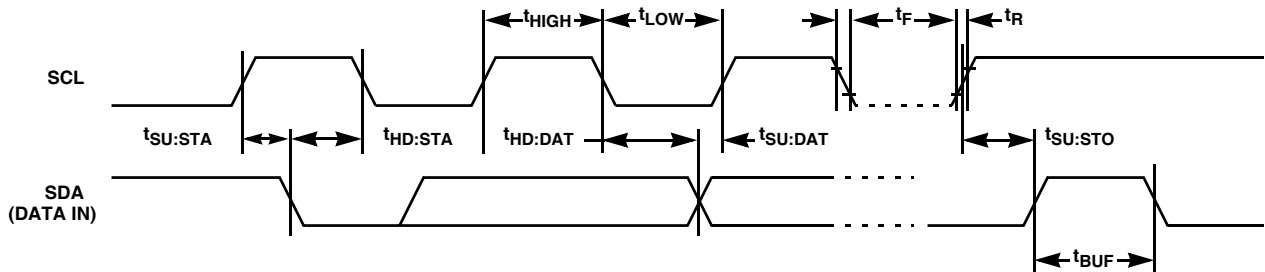 tHIGH tLOW tF tR
SCL
tSU:STA tHD:STA tHD:DAT tSU:DAT tSU:STO
SDA
(DATA IN)
tBUF